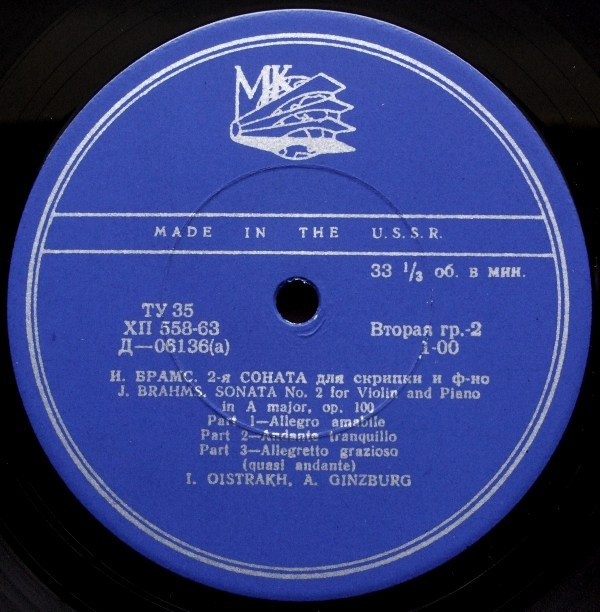 МК
MADE IN THE U.S.S.R.
33 1/3 об. в мин.
ТУ 35
ХП 558-63
Д—06136(а)
Вторая гр.-2
1-00
И. БРАМС. 2-я СОНАТА для скрипки и ф-но
J. BRAHMS, SONATA No. 2 for Violin and Piano
in A major, op. 100
Part 1—Allegro amabile
Part 2—Andante tranquillo
Part 3—Allegretto grazioso
(quasi andante)
I. OISTRAKH, A. GINZBURG